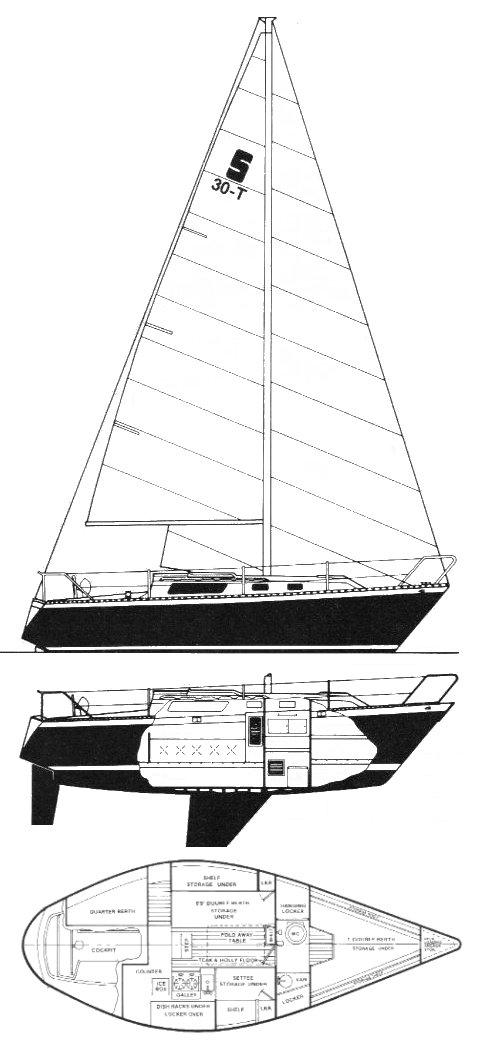 S
30-T
SHELF
STORAGE UNDER
LKR
QUARTER BERTH
DOUBLE BERTH
STORAGE
UNDER
HANGING
LOCKER
STEP
FOLD AWAY
TABLE
WC
COCKPIT
TEAK & HOLLY FLOOR
DOUBLE BERTH
STORAGE UNDER
COUNTER
ICE
BOX
GALLEY
SETTEE
STORAGE UNDER
VAN
LOCKER
DISH RACKS UNDER
LOCKER OVER
SHELF
LKR